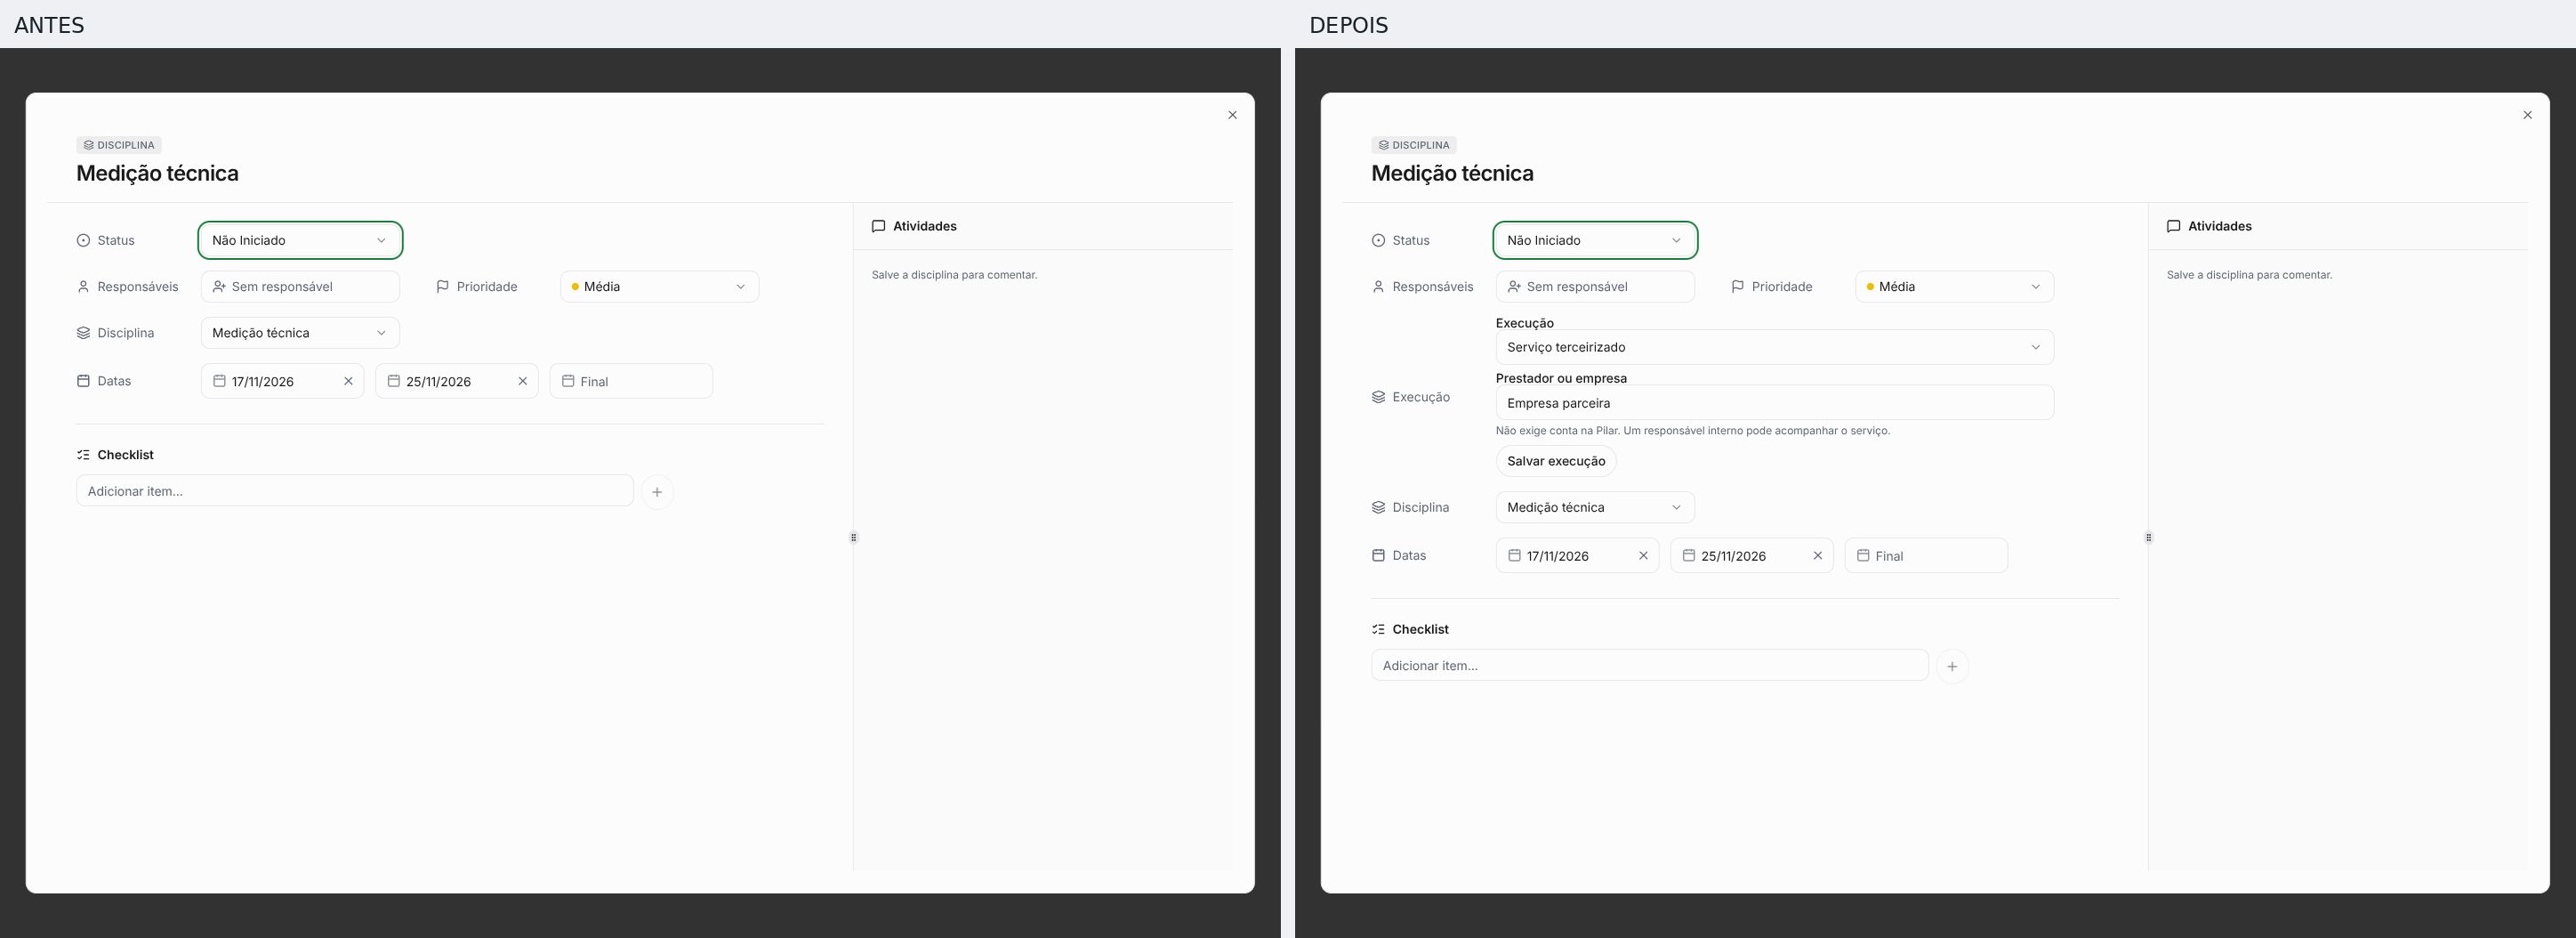 ANTES
DISCIPLINA
Medição técnica
Status
Não Iniciado
Responsáveis
Sem responsável
Prioridade
Média
Disciplina
Medição técnica
Datas
17/11/2026
25/11/2026
Final
Checklist
Adicionar item...
Atividades
Salve a disciplina para comentar.
DEPOIS
DISCIPLINA
Medição técnica
Status
Não Iniciado
Responsáveis
Sem responsável
Prioridade
Média
Execução
Execução
Serviço terceirizado
Prestador ou empresa
Empresa parceira
Não exige conta na Pilar. Um responsável interno pode acompanhar o serviço.
Salvar execução
Disciplina
Medição técnica
Datas
17/11/2026
25/11/2026
Final
Checklist
Adicionar item...
Atividades
Salve a disciplina para comentar.